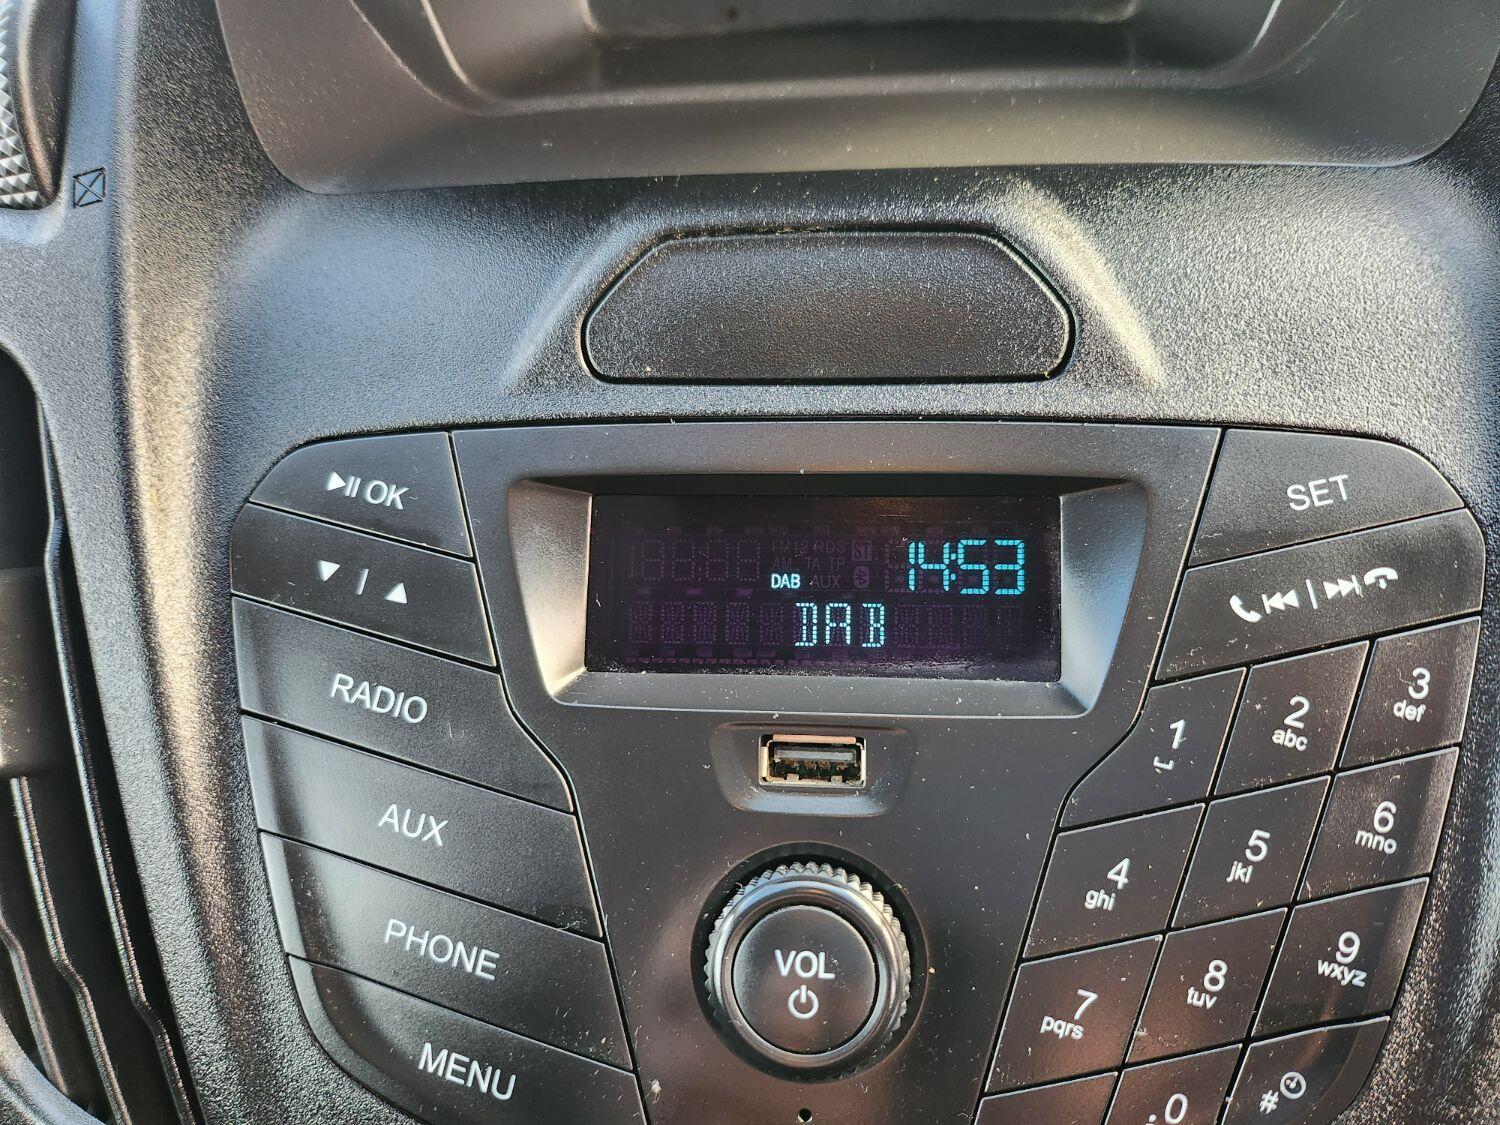 ▶II OK
▼ | ▲
RADIO
AUX
PHONE
MENU
FM12 RDS ST
AM TA TP
DAB AUX
14:53
DAB
VOL
SET
1
2
abc
3
def
4
ghi
5
jkl
6
mno
7
pqrs
8
tuv
9
wxyz
0
#